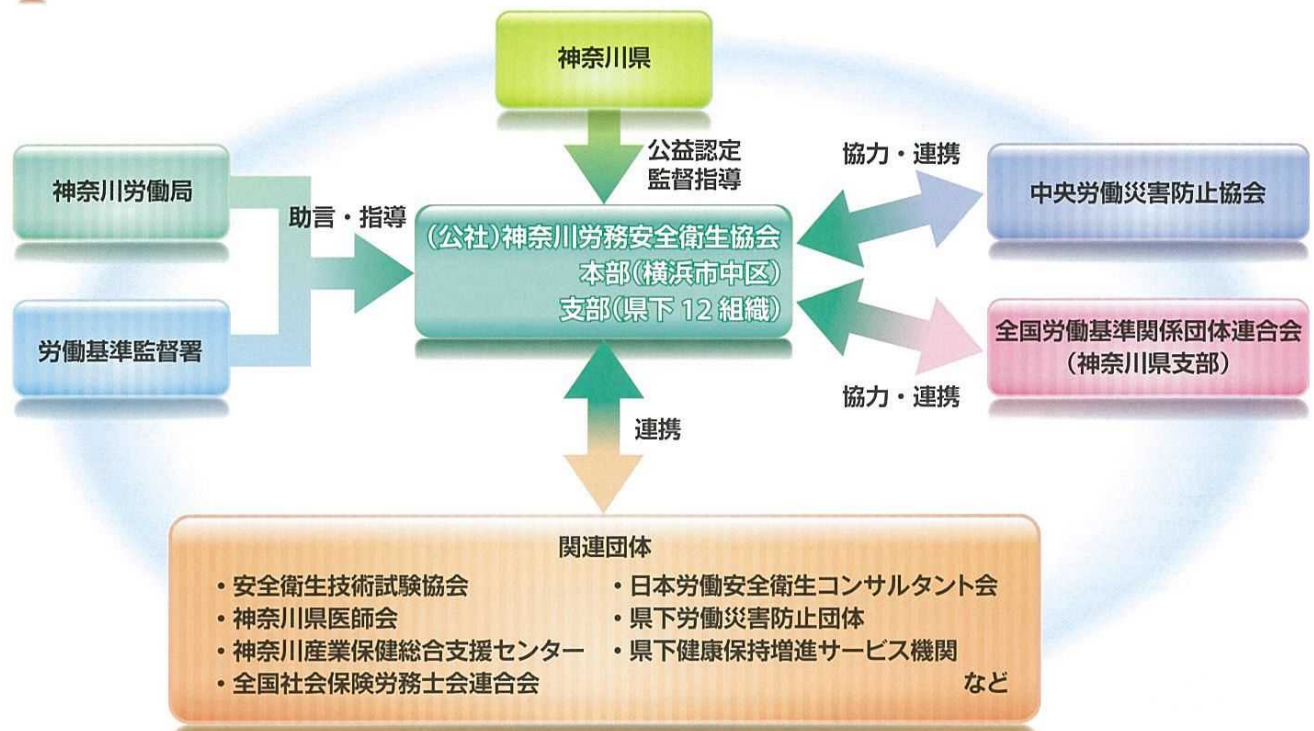 神奈川県
公益認定
監督指導
協力・連携
神奈川労働局
助言・指導
(公社)神奈川労務安全衛生協会
本部(横浜市中区)
支部(県下12組織)
中央労働災害防止協会
労働基準監督署
全国労働基準関係団体連合会
(神奈川県支部)
協力・連携
連携
関連団体
・安全衛生技術試験協会
・神奈川県医師会
・神奈川産業保健総合支援センター
・全国社会保険労務士会連合会
・日本労働安全衛生コンサルタント会
・県下労働災害防止団体
・県下健康保持増進サービス機関
など